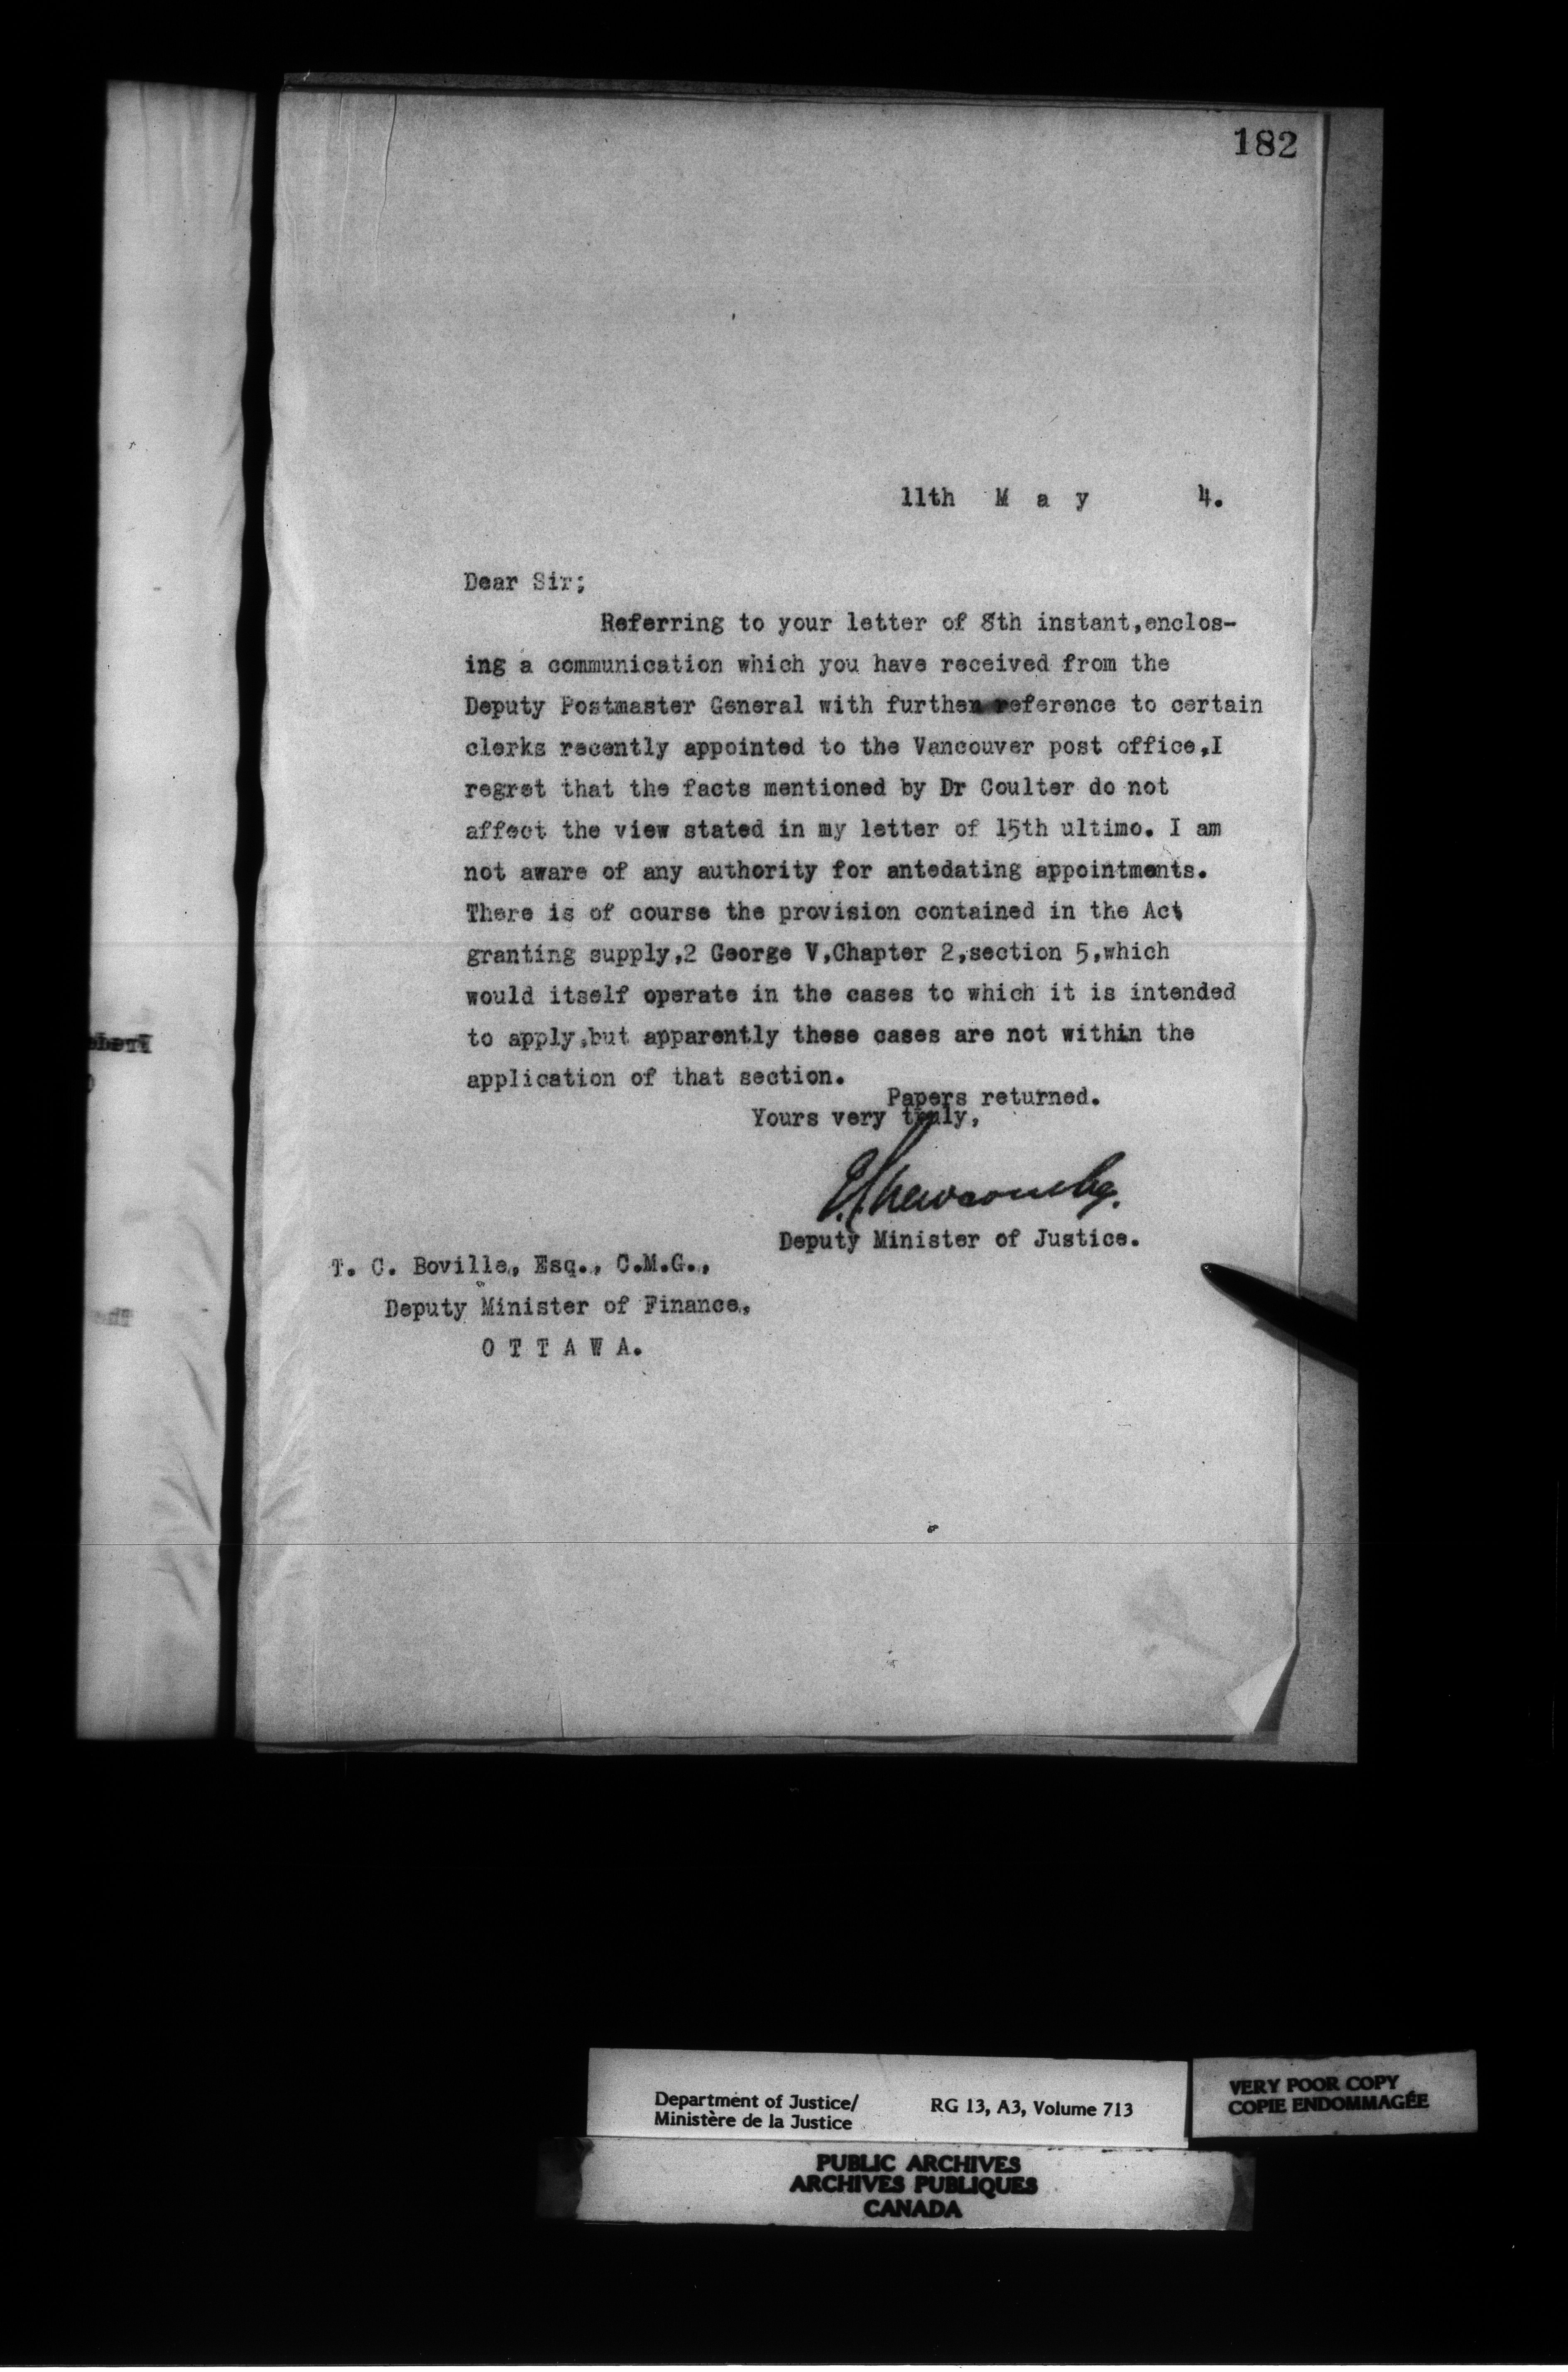 182
11th M a y 4.
Dear Sir;
Referring to your letter of 8th instant,enclos-
ing a communication which you have received from the
Deputy Postmaster General with further reference to certain
clerks recently appointed to the Vancouver post office,I
regret that the facts mentioned by Dr Coulter do not
affect the view stated in my letter of 15th ultimo. I am
not aware of any authority for antedating appointments.
There is of course the provision contained in the Act
granting supply,2 George V,Chapter 2,section 5,which
would itself operate in the cases to which it is intended
to apply,but apparently these cases are not within the
application of that section.
Papers returned.
Yours very truly,
E.L. Newcombe.
Deputy Minister of Justice.
T. C. Boville, Esq., C.M.G.,
Deputy Minister of Finance,
O T T A W A.
Department of Justice/
Ministère de la Justice
RG 13, A3, Volume 713
VERY POOR COPY
COPIE ENDOMMAGÉE
PUBLIC ARCHIVES
ARCHIVES PUBLIQUES
CANADA